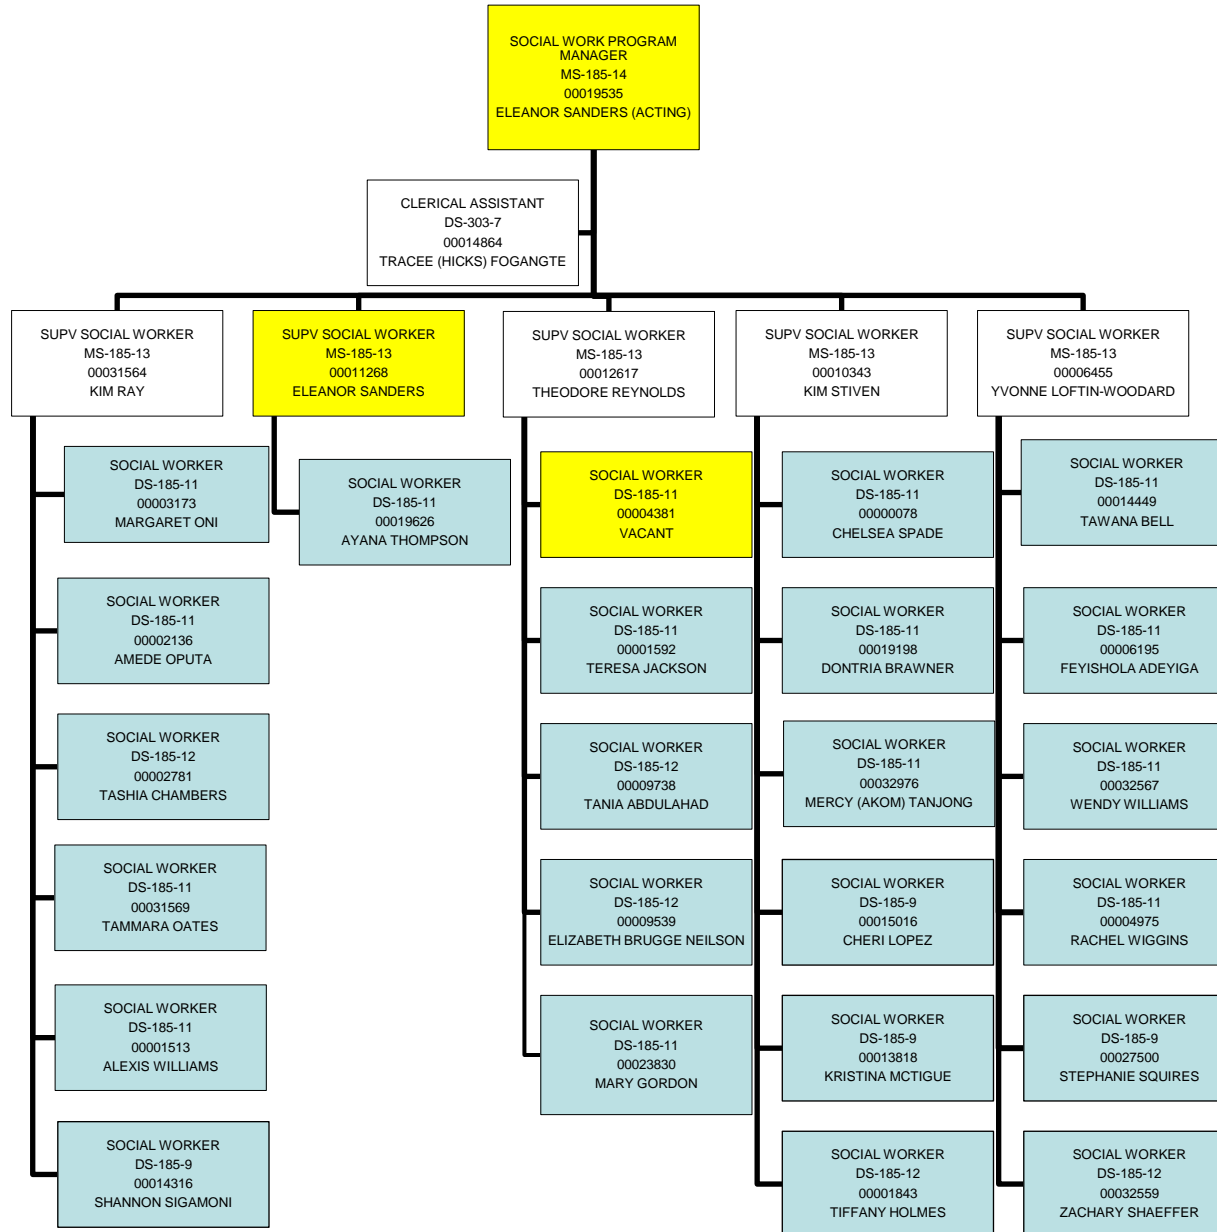 SOCIAL WORK PROGRAM
MANAGER
MS-185-14
00019535
ELEANOR SANDERS (ACTING)
CLERICAL ASSISTANT
DS-303-7
00014864
TRACEE (HICKS) FOGANGTE
SUPV SOCIAL WORKER
MS-185-13
00031564
KIM RAY
SUPV SOCIAL WORKER
MS-185-13
00011268
ELEANOR SANDERS
SUPV SOCIAL WORKER
MS-185-13
00012617
THEODORE REYNOLDS
SUPV SOCIAL WORKER
MS-185-13
00010343
KIM STIVEN
SUPV SOCIAL WORKER
MS-185-13
00006455
YVONNE LOFTIN-WOODARD
SOCIAL WORKER
DS-185-11
00003173
MARGARET ONI
SOCIAL WORKER
DS-185-11
00002136
AMEDE OPUTA
SOCIAL WORKER
DS-185-12
00002781
TASHIA CHAMBERS
SOCIAL WORKER
DS-185-11
00031569
TAMMARA OATES
SOCIAL WORKER
DS-185-11
00001513
ALEXIS WILLIAMS
SOCIAL WORKER
DS-185-9
00014316
SHANNON SIGAMONI
SOCIAL WORKER
DS-185-11
00019626
AYANA THOMPSON
SOCIAL WORKER
DS-185-11
00004381
VACANT
SOCIAL WORKER
DS-185-11
00001592
TERESA JACKSON
SOCIAL WORKER
DS-185-12
00009738
TANIA ABDULAHAD
SOCIAL WORKER
DS-185-12
00009539
ELIZABETH BRUGGE NEILSON
SOCIAL WORKER
DS-185-11
00023830
MARY GORDON
SOCIAL WORKER
DS-185-11
00000078
CHELSEA SPADE
SOCIAL WORKER
DS-185-11
00019198
DONTRIA BRAWNER
SOCIAL WORKER
DS-185-11
00032976
MERCY (AKOM) TANJONG
SOCIAL WORKER
DS-185-9
00015016
CHERI LOPEZ
SOCIAL WORKER
DS-185-9
00013818
KRISTINA MCTIGUE
SOCIAL WORKER
DS-185-12
00001843
TIFFANY HOLMES
SOCIAL WORKER
DS-185-11
00014449
TAWANA BELL
SOCIAL WORKER
DS-185-11
00006195
FEYISHOLA ADEYIGA
SOCIAL WORKER
DS-185-11
00032567
WENDY WILLIAMS
SOCIAL WORKER
DS-185-11
00004975
RACHEL WIGGINS
SOCIAL WORKER
DS-185-9
00027500
STEPHANIE SQUIRES
SOCIAL WORKER
DS-185-12
00032559
ZACHARY SHAEFFER